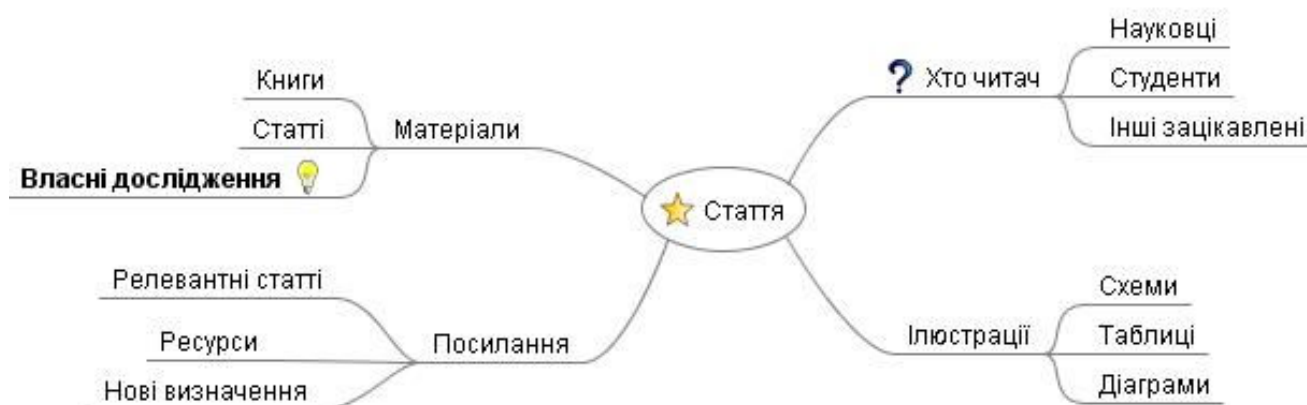 Стаття
Матеріали
Книги
Статті
Власні дослідження
Посилання
Релевантні статті
Ресурси
Нові визначення
Хто читач
Науковці
Студенти
Інші зацікавлені
Ілюстрації
Схеми
Таблиці
Діаграми